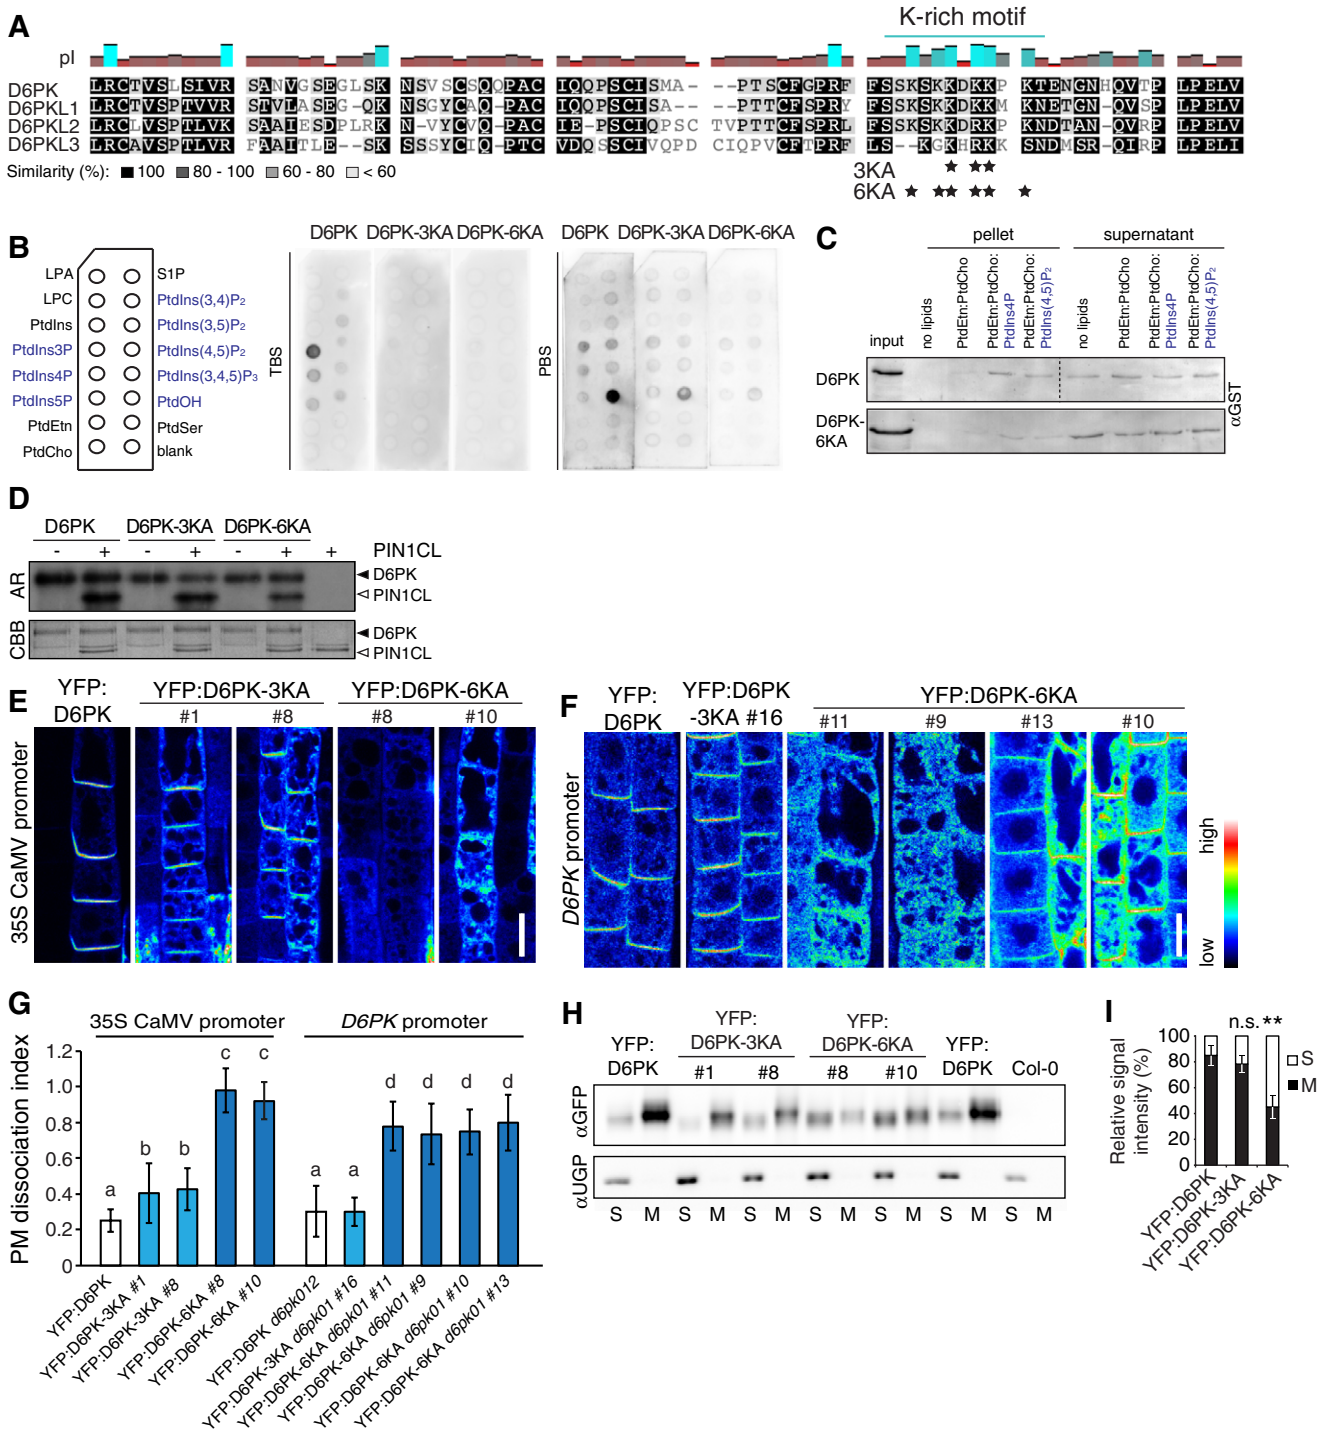 A
K-rich motif
pI
D6PK LRCTVSLSIVR SANVGSEGLSK NSVSCSQQPAC IQQPSCISMA- --PTSCFGPRF FSSKSKKDKKP KTENGNHQVTP LPELV
D6PKL1 LRCTVSPTVVR STVLASEG-QK NSGYCAQ-PAC IQQPSCISMA- --PTSCFSPRY FSSKSKKDKKM KNETGN-QVSP LPELV
D6PKL2 LRCLVSPTLVK SAAIESDPLRK N-VYCVQ-PAC IE-PSCIQPSC TVPTTCFSPRL FSSKSKKDRKP KNDTAN-QVRP LPELV
D6PKL3 LRCAVSPTLVR FAAITLE--SK SSSYCIQ-PTC VDQSSCIVQPD CIQPVCFTPRF LS--KGKHRKK SNDMSR-QIRP LPELI
Similarity (%): 100 80 - 100 60 - 80 < 60
3KA ★ ★★
6KA ★ ★★ ★★ ★
B
D6PK D6PK-3KA D6PK-6KA
D6PK D6PK-3KA D6PK-6KA
LPA S1P
LPC PtdIns(3,4)P2
PtdIns PtdIns(3,5)P2
PtdIns3P PtdIns(4,5)P2
PtdIns4P PtdIns(3,4,5)P3
PtdIns5P PtdOH
PtdEtn PtdSer
PtdCho blank
TBS
PBS
C
pellet supernatant
input
no lipids
PtdEtn:PtdCho
PtdEtn:PtdCho:
PtdIns4P
PtdEtn:PtdCho:
PtdIns(4,5)P2
no lipids
PtdEtn:PtdCho
PtdEtn:PtdCho:
PtdIns4P
PtdEtn:PtdCho:
PtdIns(4,5)P2
D6PK
D6PK-
6KA
αGST
D
D6PK D6PK-3KA D6PK-6KA
- + - + - + + PIN1CL
AR
D6PK
PIN1CL
CBB
D6PK
PIN1CL
E
YFP:
D6PK
YFP:D6PK-3KA
#1 #8
YFP:D6PK-6KA
#8 #10
35S CaMV promoter
F
YFP:
D6PK
YFP:D6PK
-3KA #16
YFP:D6PK-6KA
#11 #9 #13 #10
D6PK promoter
high
low
G
35S CaMV promoter D6PK promoter
PM dissociation index
1.2
1.0
0.8
0.6
0.4
0.2
0
a b b c c a a d d d d
YFP:D6PK
YFP:D6PK-3KA #1
YFP:D6PK-3KA #8
YFP:D6PK-6KA #8
YFP:D6PK-6KA #10
YFP:D6PK d6pk012
YFP:D6PK-3KA d6pk01 #16
YFP:D6PK-6KA d6pk01 #11
YFP:D6PK-6KA d6pk01 #9
YFP:D6PK-6KA d6pk01 #10
YFP:D6PK-6KA d6pk01 #13
H
YFP:
D6PK
YFP:
D6PK-3KA
#1 #8
YFP:
D6PK-6KA
#8 #10
YFP:
D6PK
Col-0
αGFP
αUGP
S M S M S M S M S M S M S M
I
n.s. **
Relative signal
intensity (%)
100
80
60
40
20
0
S
M
YFP:D6PK
YFP:D6PK-3KA
YFP:D6PK-6KA